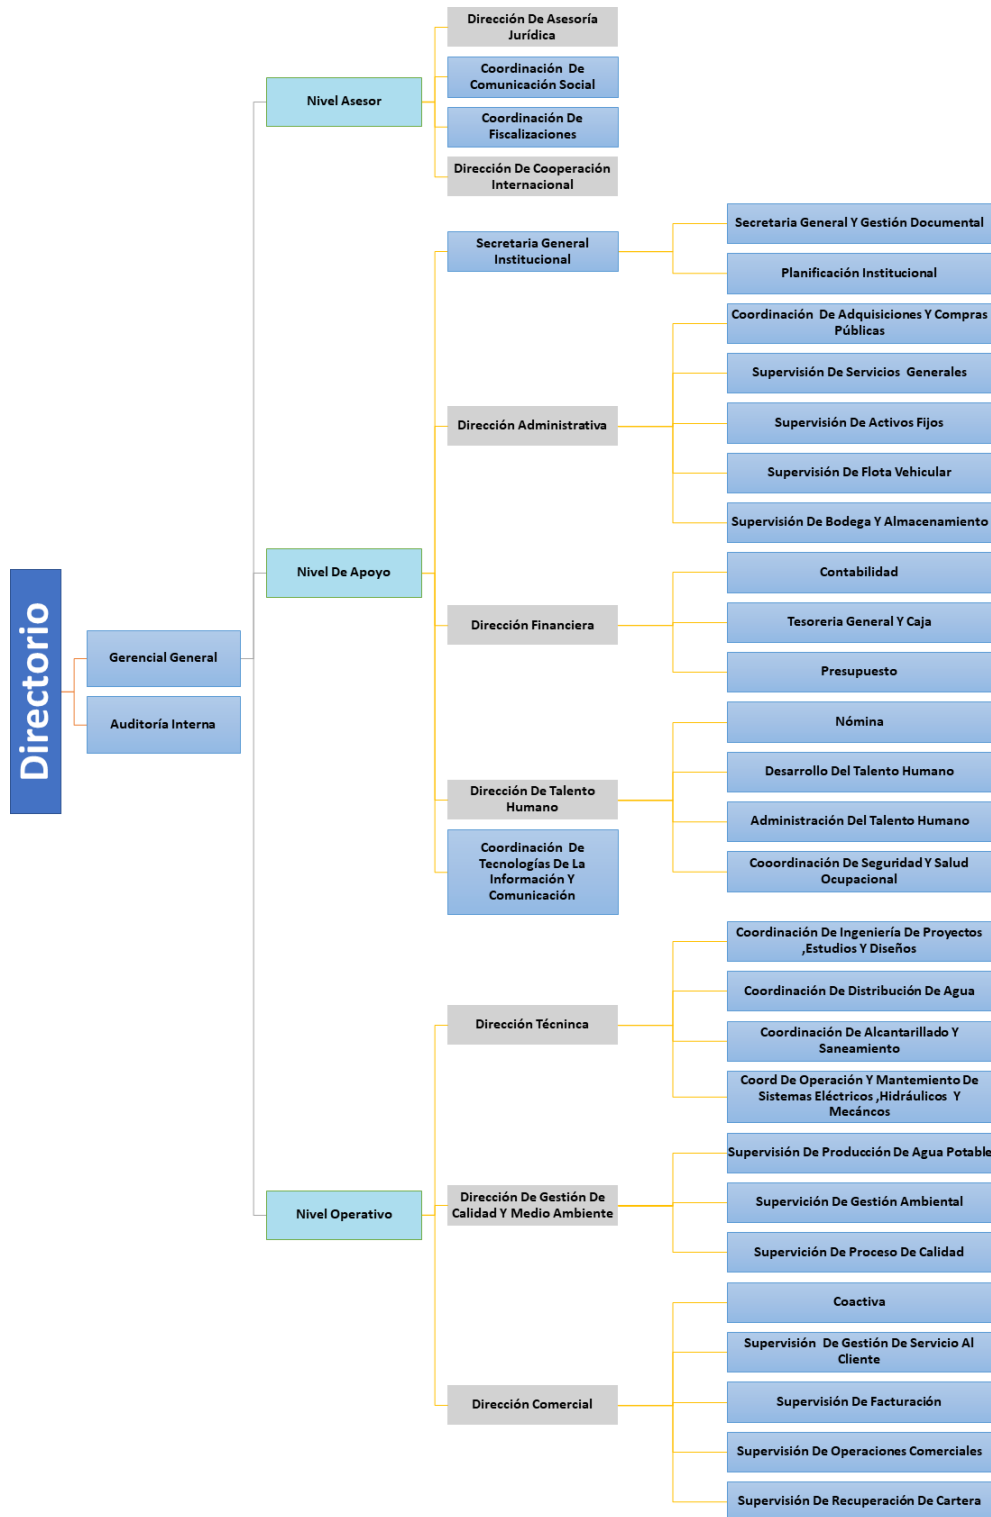 Directorio
Gerencial General
Auditoría Interna
Nivel Asesor
Dirección De Asesoría
Jurídica
Coordinación De
Comunicación Social
Coordinación De
Fiscalizaciones
Dirección De Cooperación
Internacional
Nivel De Apoyo
Secretaria General
Institucional
Secretaria General Y Gestión Documental
Planificación Institucional
Dirección Administrativa
Coordinación De Adquisiciones Y Compras
Públicas
Supervisión De Servicios Generales
Supervisión De Activos Fijos
Supervisión De Flota Vehicular
Supervisión De Bodega Y Almacenamiento
Dirección Financiera
Contabilidad
Tesoreria General Y Caja
Presupuesto
Dirección De Talento
Humano
Nómina
Desarrollo Del Talento Humano
Administración Del Talento Humano
Cooordinación De Seguridad Y Salud
Ocupacional
Coordinación De
Tecnologías De La
Información Y
Comunicación
Nivel Operativo
Dirección Técninca
Coordinación De Ingeniería De Proyectos
,Estudios Y Diseños
Coordinación De Distribución De Agua
Coordinación De Alcantarillado Y
Saneamiento
Coord De Operación Y Mantemiento De
Sistemas Eléctricos ,Hidráulicos Y
Mecáncos
Dirección De Gestión De
Calidad Y Medio Ambiente
Supervisión De Producción De Agua Potable
Supervición De Gestión Ambiental
Supervición De Proceso De Calidad
Dirección Comercial
Coactiva
Supervisión De Gestión De Servicio Al
Cliente
Supervisión De Facturación
Supervisión De Operaciones Comerciales
Supervisión De Recuperación De Cartera